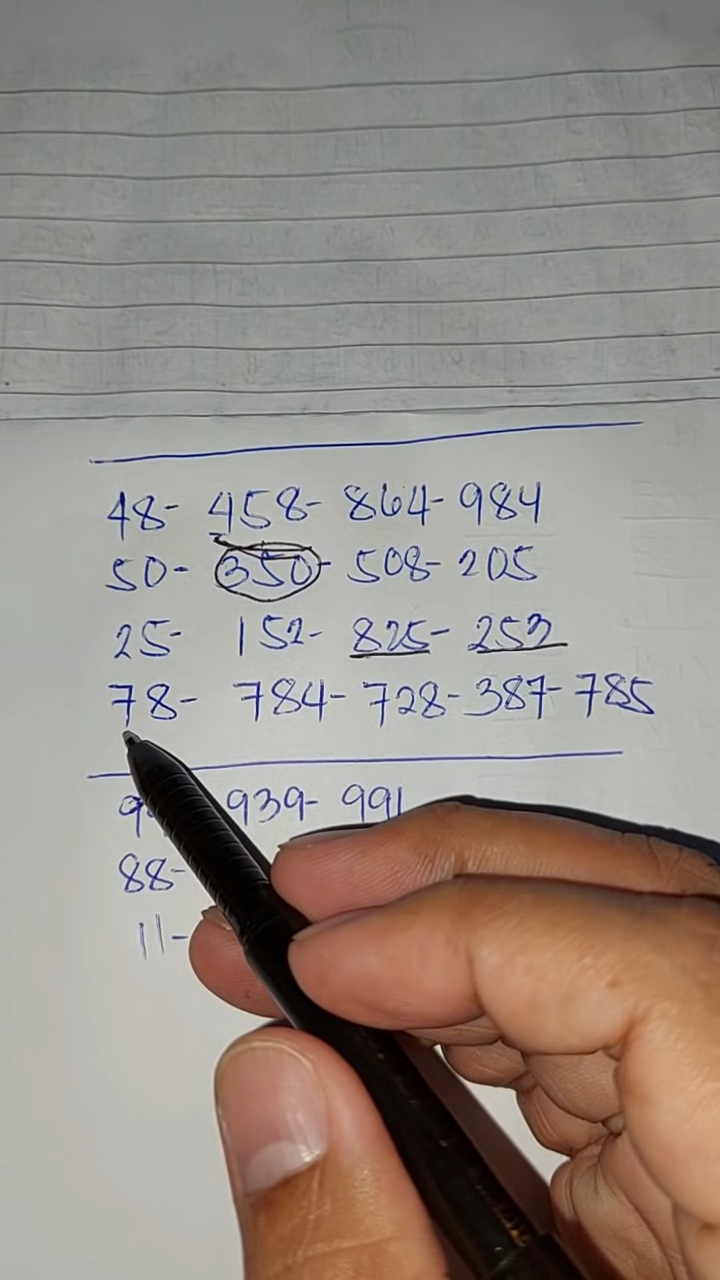 48- 458- 864- 984
50- 350- 508- 205
25- 152- 825- 253
78- 784- 728- 387- 785
939- 991
88-
11-